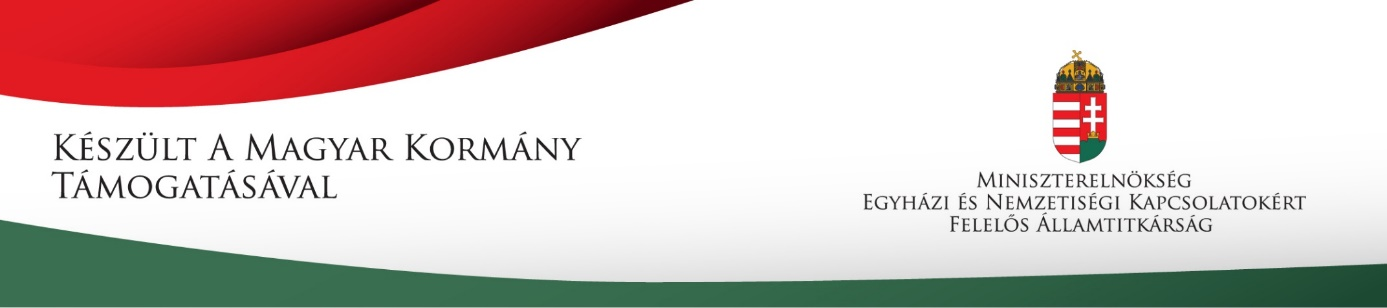 Készült A Magyar Kormány
Támogatásával
Miniszterelnökség
Egyházi és Nemzetiségi Kapcsolatokért
Felelős Államtitkárság